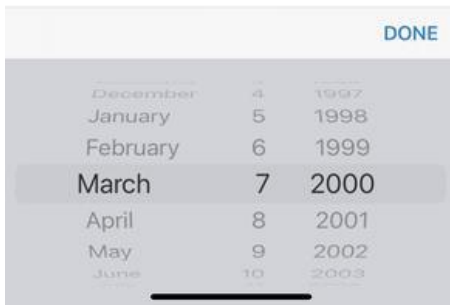 DONE
December 4 1997
January 5 1998
February 6 1999
March 7 2000
April 8 2001
May 9 2002
June 10 2003